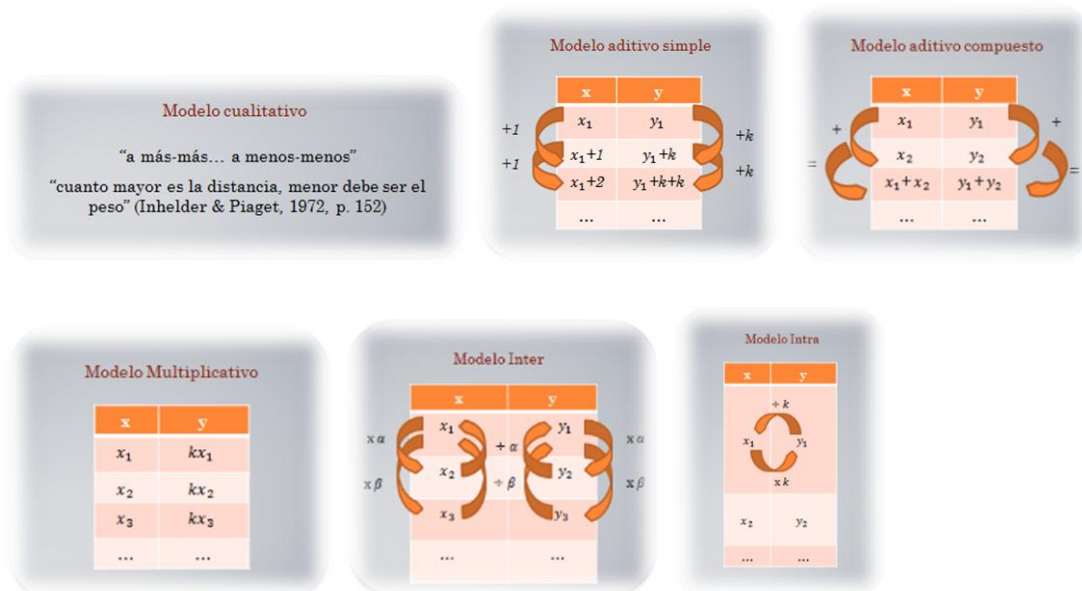 Modelo cualitativo
“a más-más... a menos-menos”
“cuanto mayor es la distancia, menor debe ser el
peso” (Inhelder & Piaget, 1972, p. 152)
Modelo aditivo simple
x y
+1 x₁ y₁ +k
+1 x₁+1 y₁+k +k
x₁+2 y₁+k+k
... ...
Modelo aditivo compuesto
x y
+ x₁ y₁ +
= x₂ y₂ =
x₁+x₂ y₁+y₂
... ...
Modelo Multiplicativo
x y
x₁ kx₁
x₂ kx₂
x₃ kx₃
... ...
Modelo Inter
x y
x α x₁ ÷ α y₁ x α
x β x₂ ÷ β y₂ x β
x₃ y₃
... ...
Modelo Intra
x y
÷ k
x₁ y₁
x k
x₂ y₂
... ...